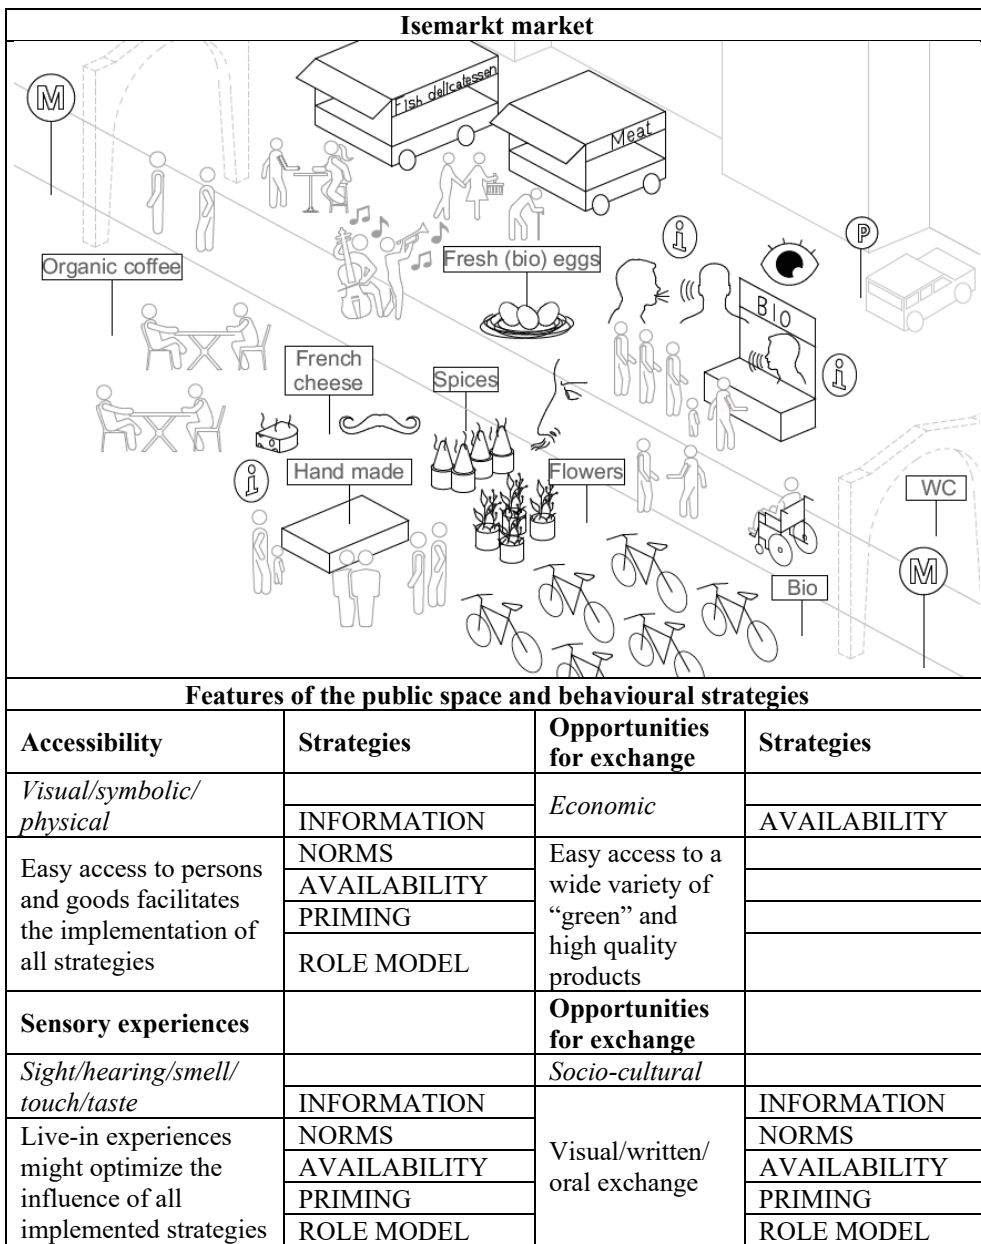 Isemarkt market
Fish delicatessen
Meat
M
i
P
Organic coffee
Fresh (bio) eggs
BIO
French
cheese
Spices
i
i
Hand made
Flowers
WC
M
Bio
Features of the public space and behavioural strategies
Accessibility
Strategies
Opportunities
for exchange
Strategies
Visual/symbolic/
physical
INFORMATION
Economic
AVAILABILITY
Easy access to persons
and goods facilitates
the implementation of
all strategies
NORMS
AVAILABILITY
PRIMING
ROLE MODEL
Easy access to a
wide variety of
“green” and
high quality
products
Sensory experiences
Opportunities
for exchange
Sight/hearing/smell/
touch/taste
INFORMATION
Socio-cultural
INFORMATION
Live-in experiences
might optimize the
influence of all
implemented strategies
NORMS
AVAILABILITY
PRIMING
ROLE MODEL
Visual/written/
oral exchange
NORMS
AVAILABILITY
PRIMING
ROLE MODEL